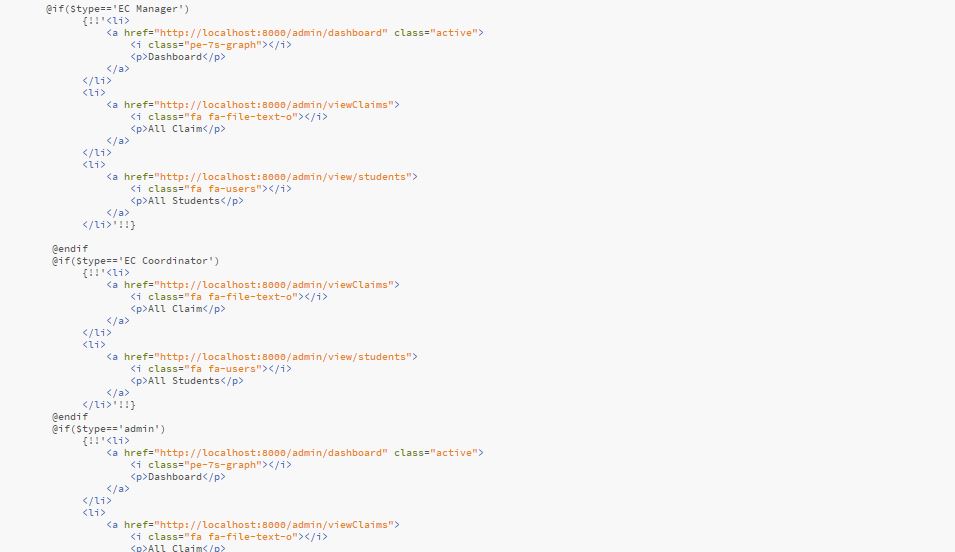 @if($type=='EC Manager')
{!!'<li>
<a href="http://localhost:8000/admin/dashboard" class="active">
<i class="pe-7s-graph"></i>
<p>Dashboard</p>
</a>
</li>
<li>
<a href="http://localhost:8000/admin/viewClaims">
<i class="fa fa-file-text-o"></i>
<p>All Claim</p>
</a>
</li>
<li>
<a href="http://localhost:8000/admin/view/students">
<i class="fa fa-users"></i>
<p>All Students</p>
</a>
</li>'!!}
@endif
@if($type=='EC Coordinator')
{!!'<li>
<a href="http://localhost:8000/admin/viewClaims">
<i class="fa fa-file-text-o"></i>
<p>All Claim</p>
</a>
</li>
<li>
<a href="http://localhost:8000/admin/view/students">
<i class="fa fa-users"></i>
<p>All Students</p>
</a>
</li>'!!}
@endif
@if($type=='admin')
{!!'<li>
<a href="http://localhost:8000/admin/dashboard" class="active">
<i class="pe-7s-graph"></i>
<p>Dashboard</p>
</a>
</li>
<li>
<a href="http://localhost:8000/admin/viewClaims">
<i class="fa fa-file-text-o"></i>
<p>All Claim</p>